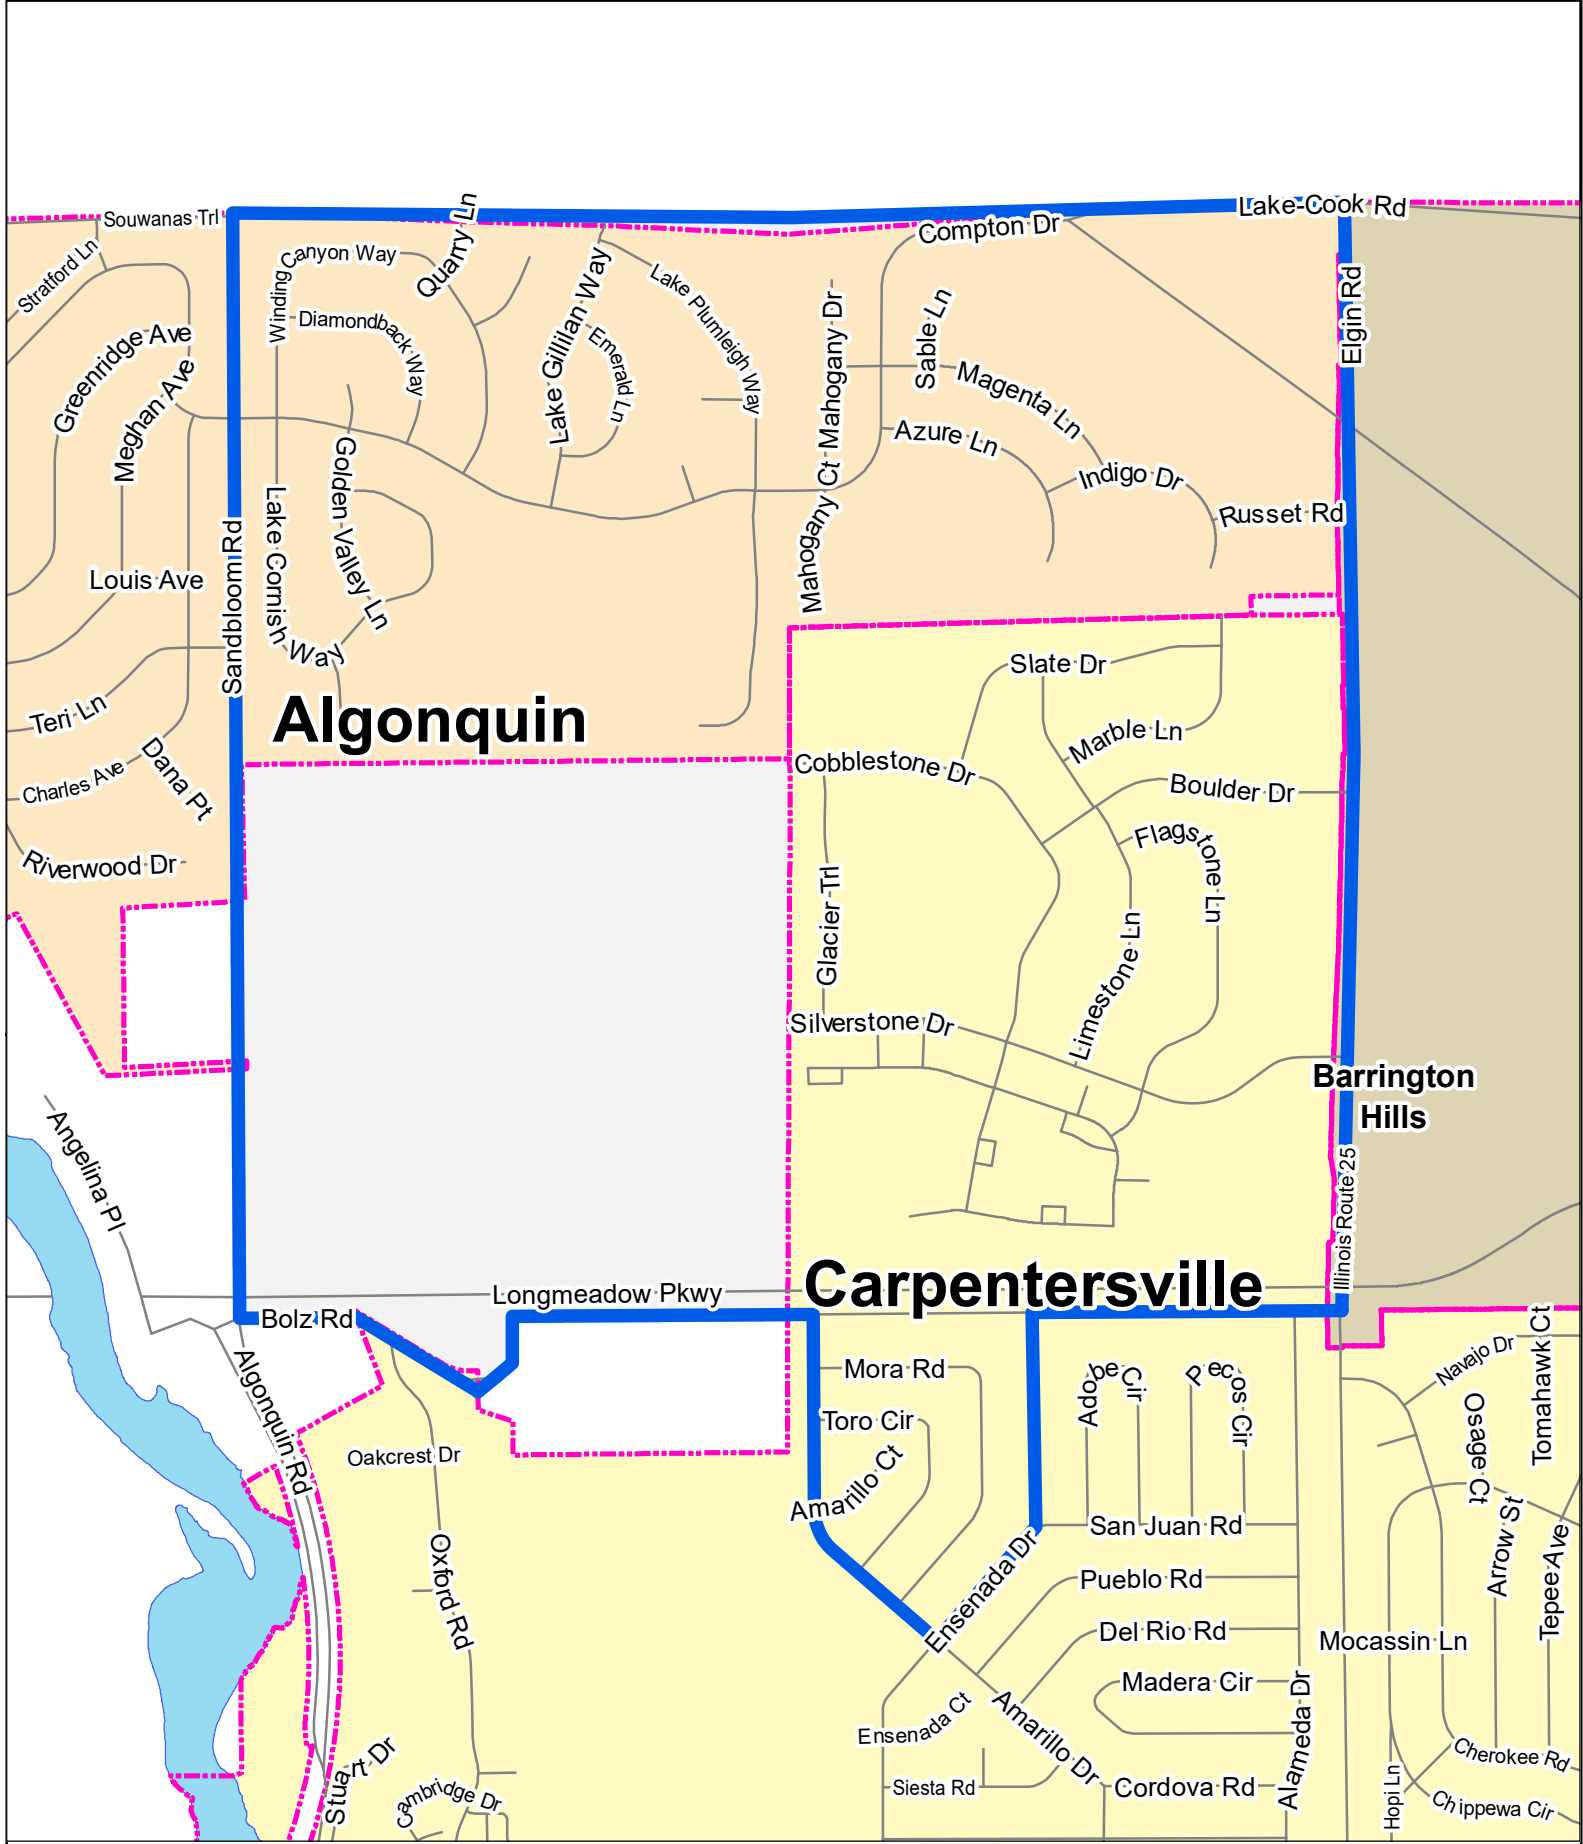 Souwanas Trl
Lake-Cook Rd
Quarry Ln
Compton Dr
Stratford Ln
Canyon Way
Winding
Lake Gillilan Way
Lake Plumleigh Way
Elgin Rd
Diamondback Way
Emerald Ln
Mahogany Dr
Sable Ln
Greenridge Ave
Meghan Ave
Magenta Ln
Azure Ln
Golden Valley Ln
Mahogany Ct
Indigo Dr
Russet Rd
Sandbloom Rd
Lake Cornish Way
Louis Ave
Slate Dr
Teri Ln
Algonquin
Marble Ln
Cobblestone Dr
Charles Ave
Dana Pt
Boulder Dr
Flagstone Ln
Riverwood Dr
Glacier Trl
Limestone Ln
Silverstone Dr
Barrington
Hills
Angelina Pl
Illinois Route 25
Longmeadow Pkwy
Carpentersville
Bolz Rd
Tomahawk Ct
Navajo Dr
Algonquin Rd
Mora Rd
Adobe Cir
Pecos Cir
Toro Cir
Osage Ct
Oakcrest Dr
Amarillo Ct
San Juan Rd
Arrow St
Tepee Ave
Oxford Rd
Ensenada Dr
Pueblo Rd
Del Rio Rd
Mocassin Ln
Madera Cir
Ensenada Ct
Amarillo Dr
Alameda Dr
Stuart Dr
Cherokee Rd
Cambridge Dr
Siesta Rd
Cordova Rd
Hopi Ln
Chippewa Cir